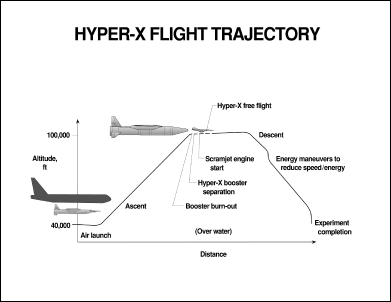 HYPER-X FLIGHT TRAJECTORY
Hyper-X free flight
100,000
Descent
Altitude,
ft
Scramjet engine
start
Energy maneuvers to
reduce speed/energy
Hyper-X booster
separation
Ascent
Booster burn-out
40,000
Air launch
(Over water)
Experiment
completion
Distance